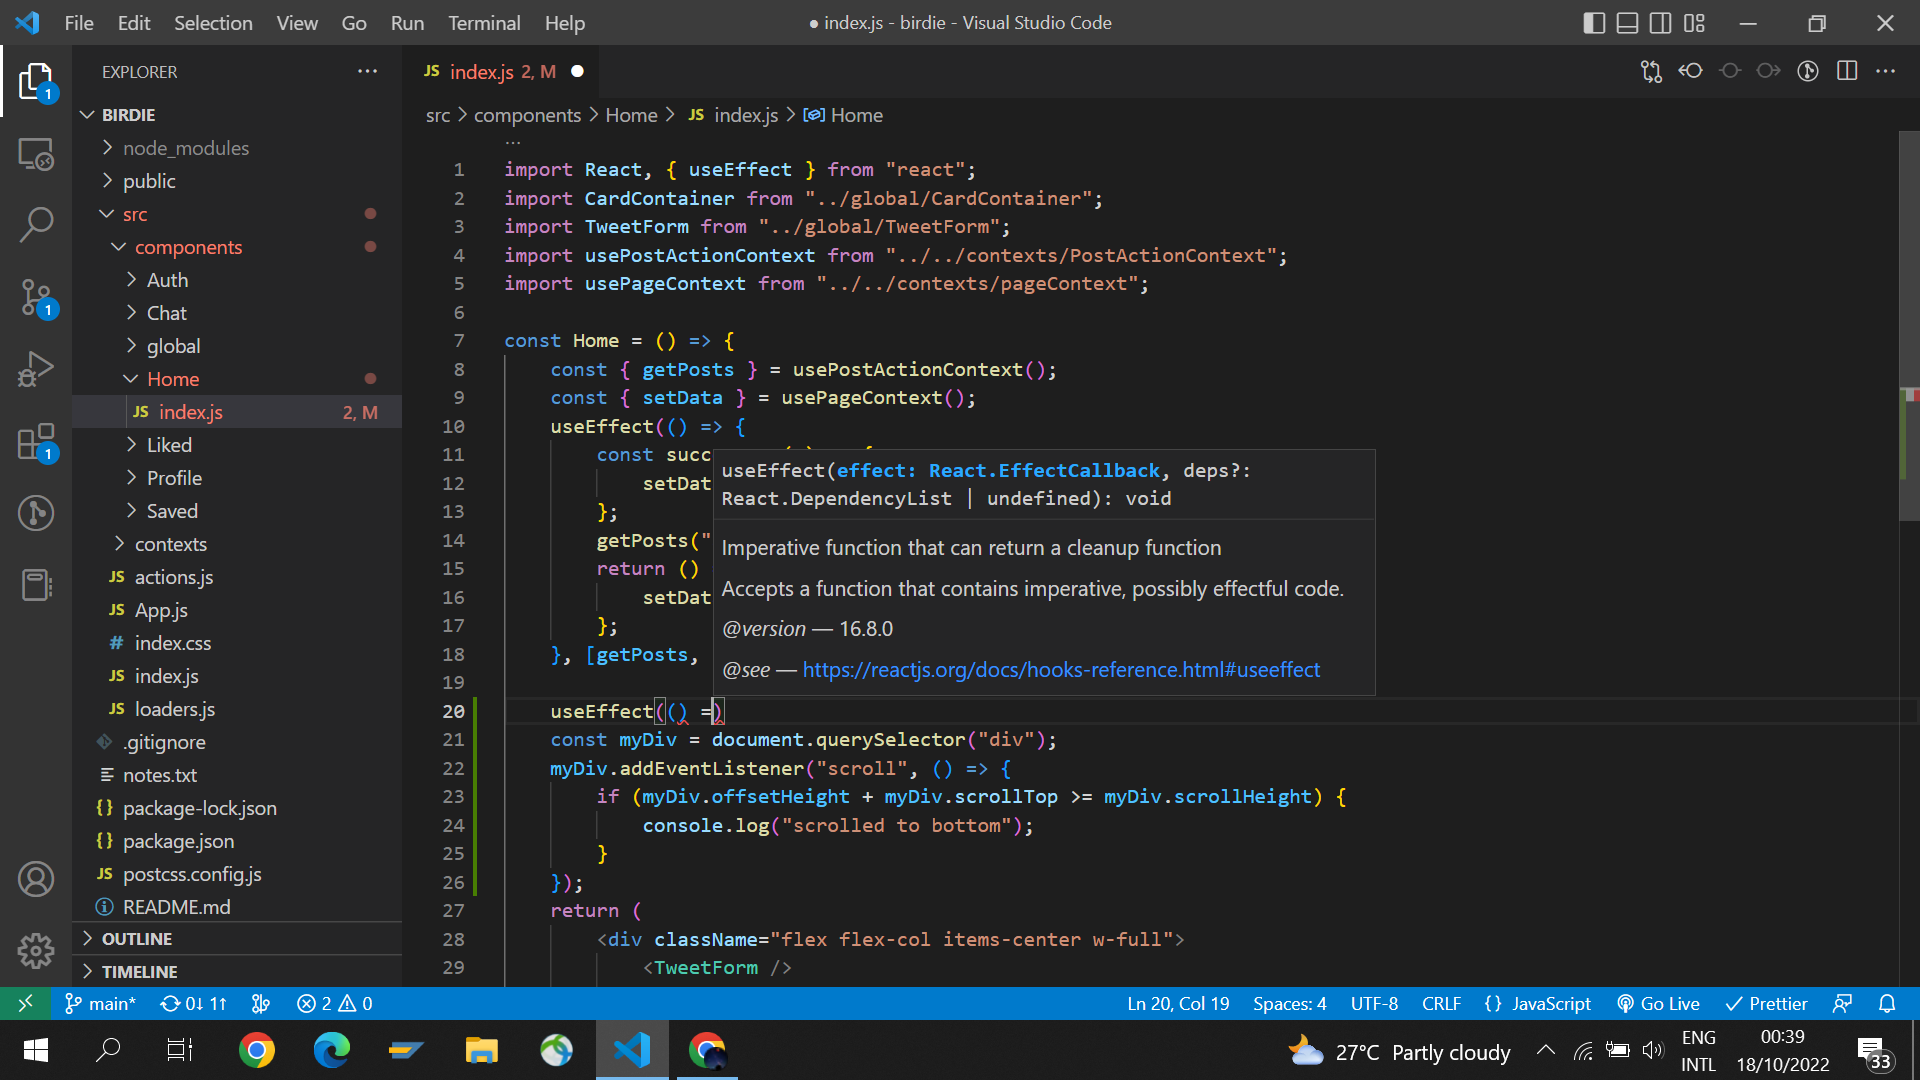 File Edit Selection View Go Run Terminal Help
● index.js - birdie - Visual Studio Code
EXPLORER ...
JS index.js 2, M ●
BIRDIE
src > components > Home > JS index.js > Home
...
node_modules
public
src
components
Auth
Chat
global
Home
JS index.js 2, M
Liked
Profile
Saved
contexts
JS actions.js
JS App.js
# index.css
JS index.js
JS loaders.js
.gitignore
notes.txt
{} package-lock.json
{} package.json
JS postcss.config.js
README.md
OUTLINE
TIMELINE
1
1
1
1 import React, { useEffect } from "react";
2 import CardContainer from "../global/CardContainer";
3 import TweetForm from "../global/TweetForm";
4 import usePostActionContext from "../../contexts/PostActionContext";
5 import usePageContext from "../../contexts/pageContext";
6
7 const Home = () => {
8 const { getPosts } = usePostActionContext();
9 const { setData } = usePageContext();
10 useEffect(() => {
11 const succ
12 setDat
13 };
14 getPosts("
15 return ()
16 setDat
17 };
18 }, [getPosts,
19
useEffect(effect: React.EffectCallback, deps?:
React.DependencyList | undefined): void
Imperative function that can return a cleanup function
Accepts a function that contains imperative, possibly effectful code.
@version — 16.8.0
@see — https://reactjs.org/docs/hooks-reference.html#useeffect
20 useEffect(() =)
21 const myDiv = document.querySelector("div");
22 myDiv.addEventListener("scroll", () => {
23 if (myDiv.offsetHeight + myDiv.scrollTop >= myDiv.scrollHeight) {
24 console.log("scrolled to bottom");
25 }
26 });
27 return (
28 <div className="flex flex-col items-center w-full">
29 <TweetForm />
main* 0↓ 1↑ 2 0 Ln 20, Col 19 Spaces: 4 UTF-8 CRLF {} JavaScript Go Live Prettier
27°C Partly cloudy
ENG
INTL
00:39
18/10/2022
33